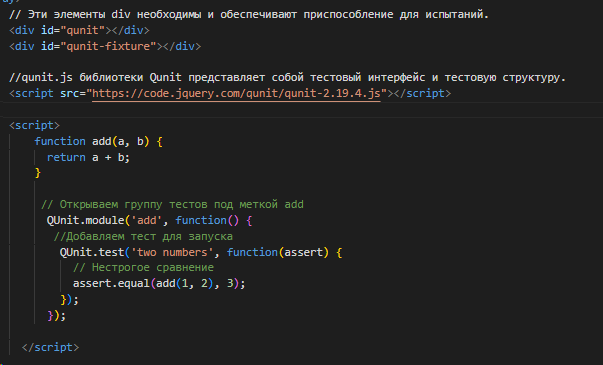 dy>
// Эти элементы div необходимы и обеспечивают приспособление для испытаний.
<div id="qunit"></div>
<div id="qunit-fixture"></div>
//qunit.js библиотеки Qunit представляет собой тестовый интерфейс и тестовую структуру.
<script src="https://code.jquery.com/qunit/qunit-2.19.4.js"></script>
<script>
function add(a, b) {
return a + b;
}
// Открываем группу тестов под меткой add
QUnit.module('add', function() {
//Добавляем тест для запуска
QUnit.test('two numbers', function(assert) {
// Нестрогое сравнение
assert.equal(add(1, 2), 3);
});
});
</script>